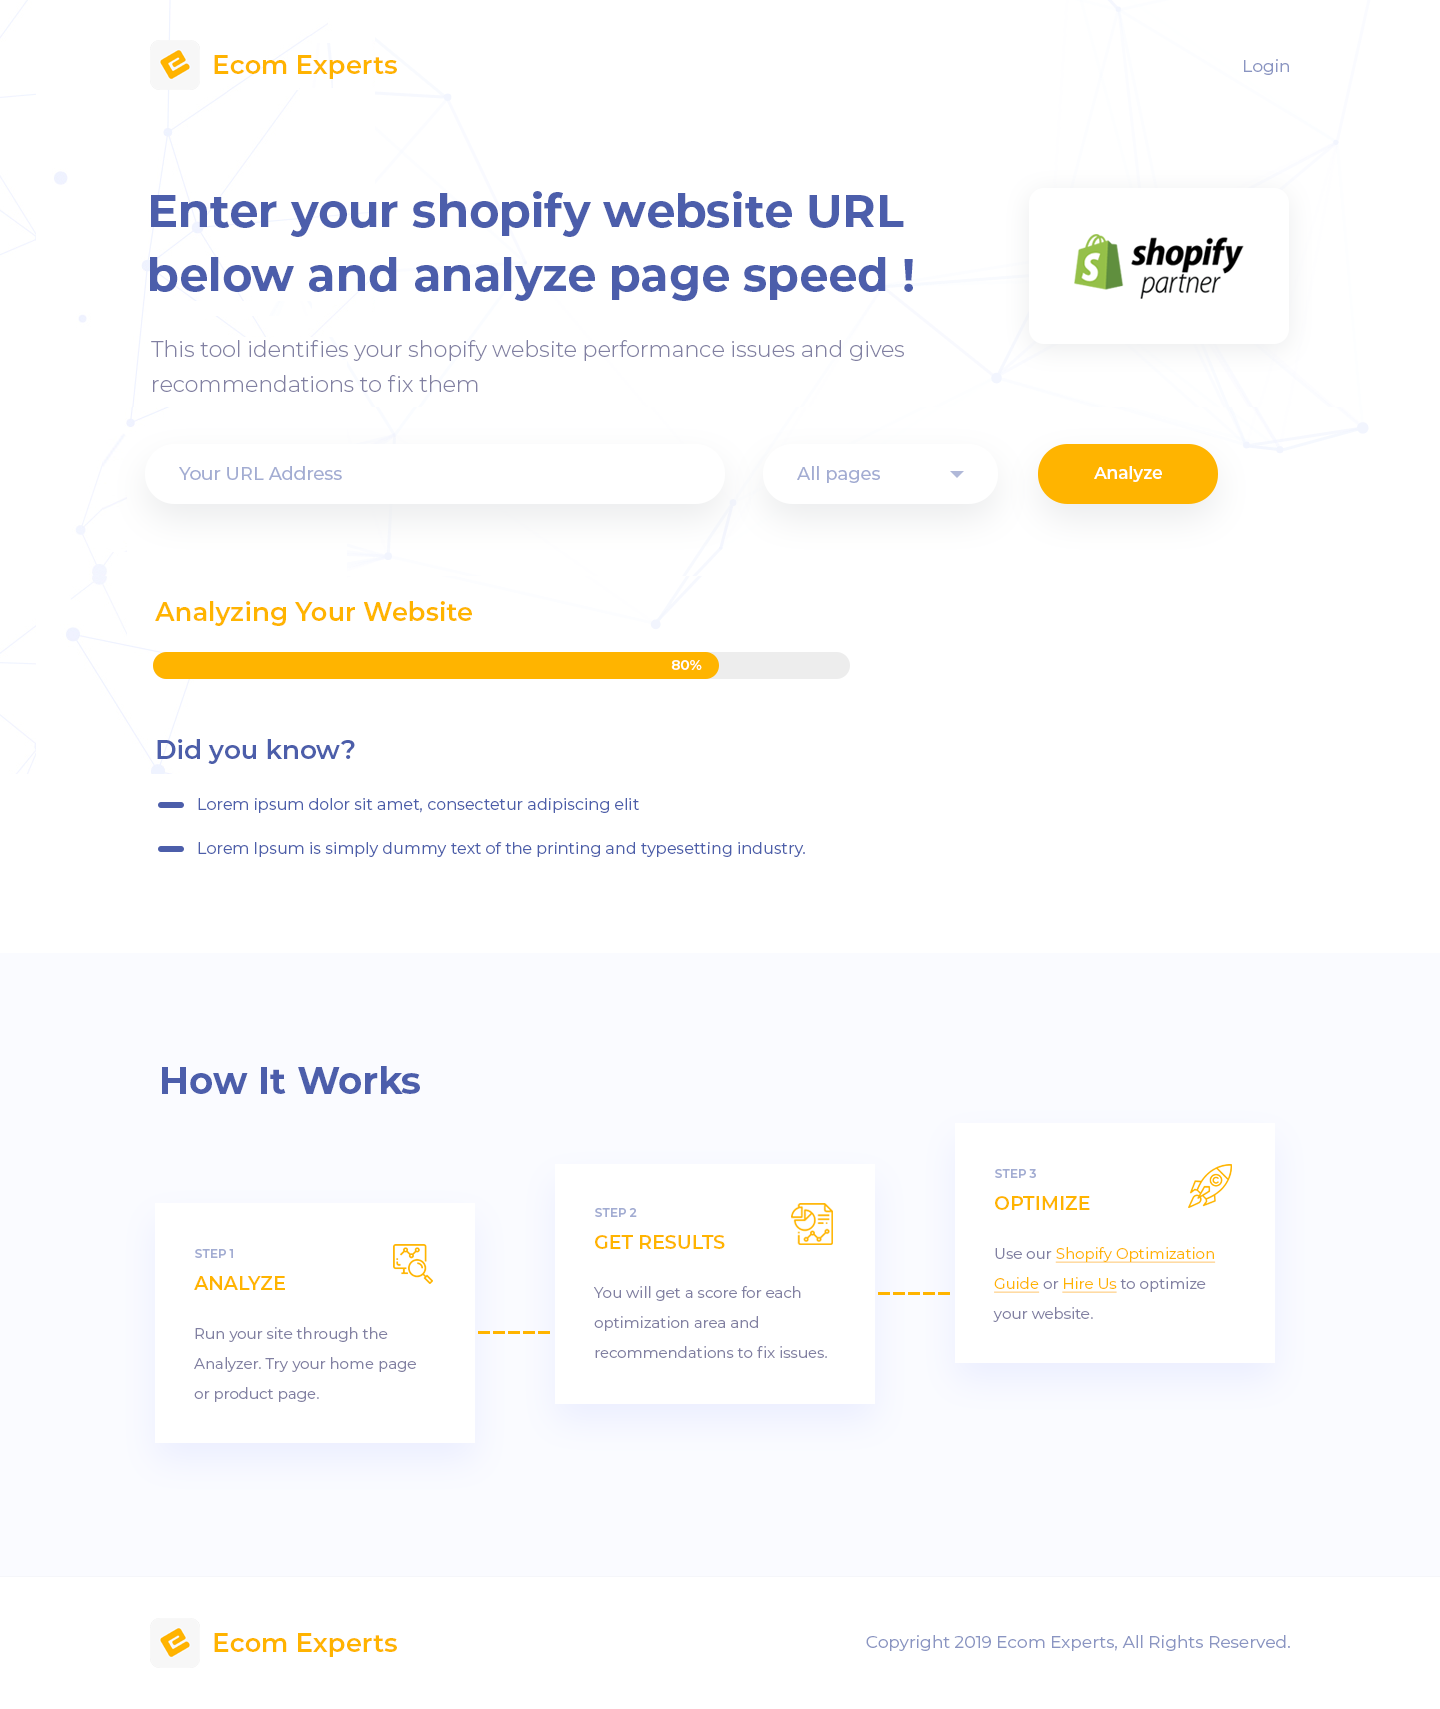 Ecom Experts
Login
Enter your shopify website URL
below and analyze page speed !
shopify
partner
This tool identifies your shopify website performance issues and gives
recommendations to fix them
Your URL Address
All pages
Analyze
Analyzing Your Website
80%
Did you know?
Lorem ipsum dolor sit amet, consectetur adipiscing elit
Lorem Ipsum is simply dummy text of the printing and typesetting industry.
How It Works
STEP 1
ANALYZE
Run your site through the
Analyzer. Try your home page
or product page.
STEP 2
GET RESULTS
You will get a score for each
optimization area and
recommendations to fix issues.
STEP 3
OPTIMIZE
Use our Shopify Optimization
Guide or Hire Us to optimize
your website.
Ecom Experts
Copyright 2019 Ecom Experts, All Rights Reserved.